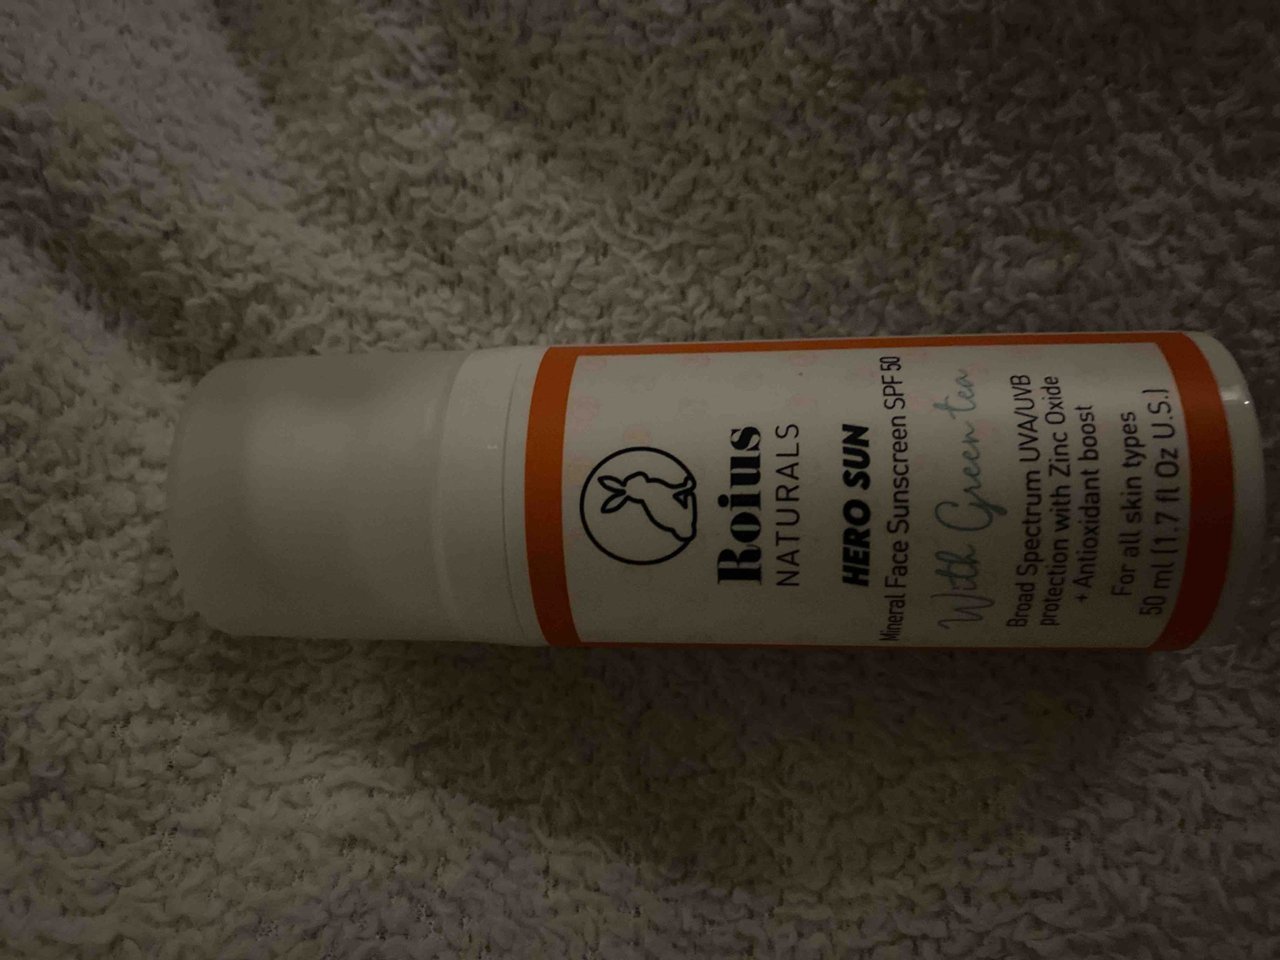 Roius
NATURALS
HERO SUN
Mineral Face Sunscreen SPF 50
With Green tea
Broad Spectrum UVA/UVB
protection with Zinc Oxide
+ Antioxidant boost
For all skin types
50 ml (1.7 fl Oz U.S.)